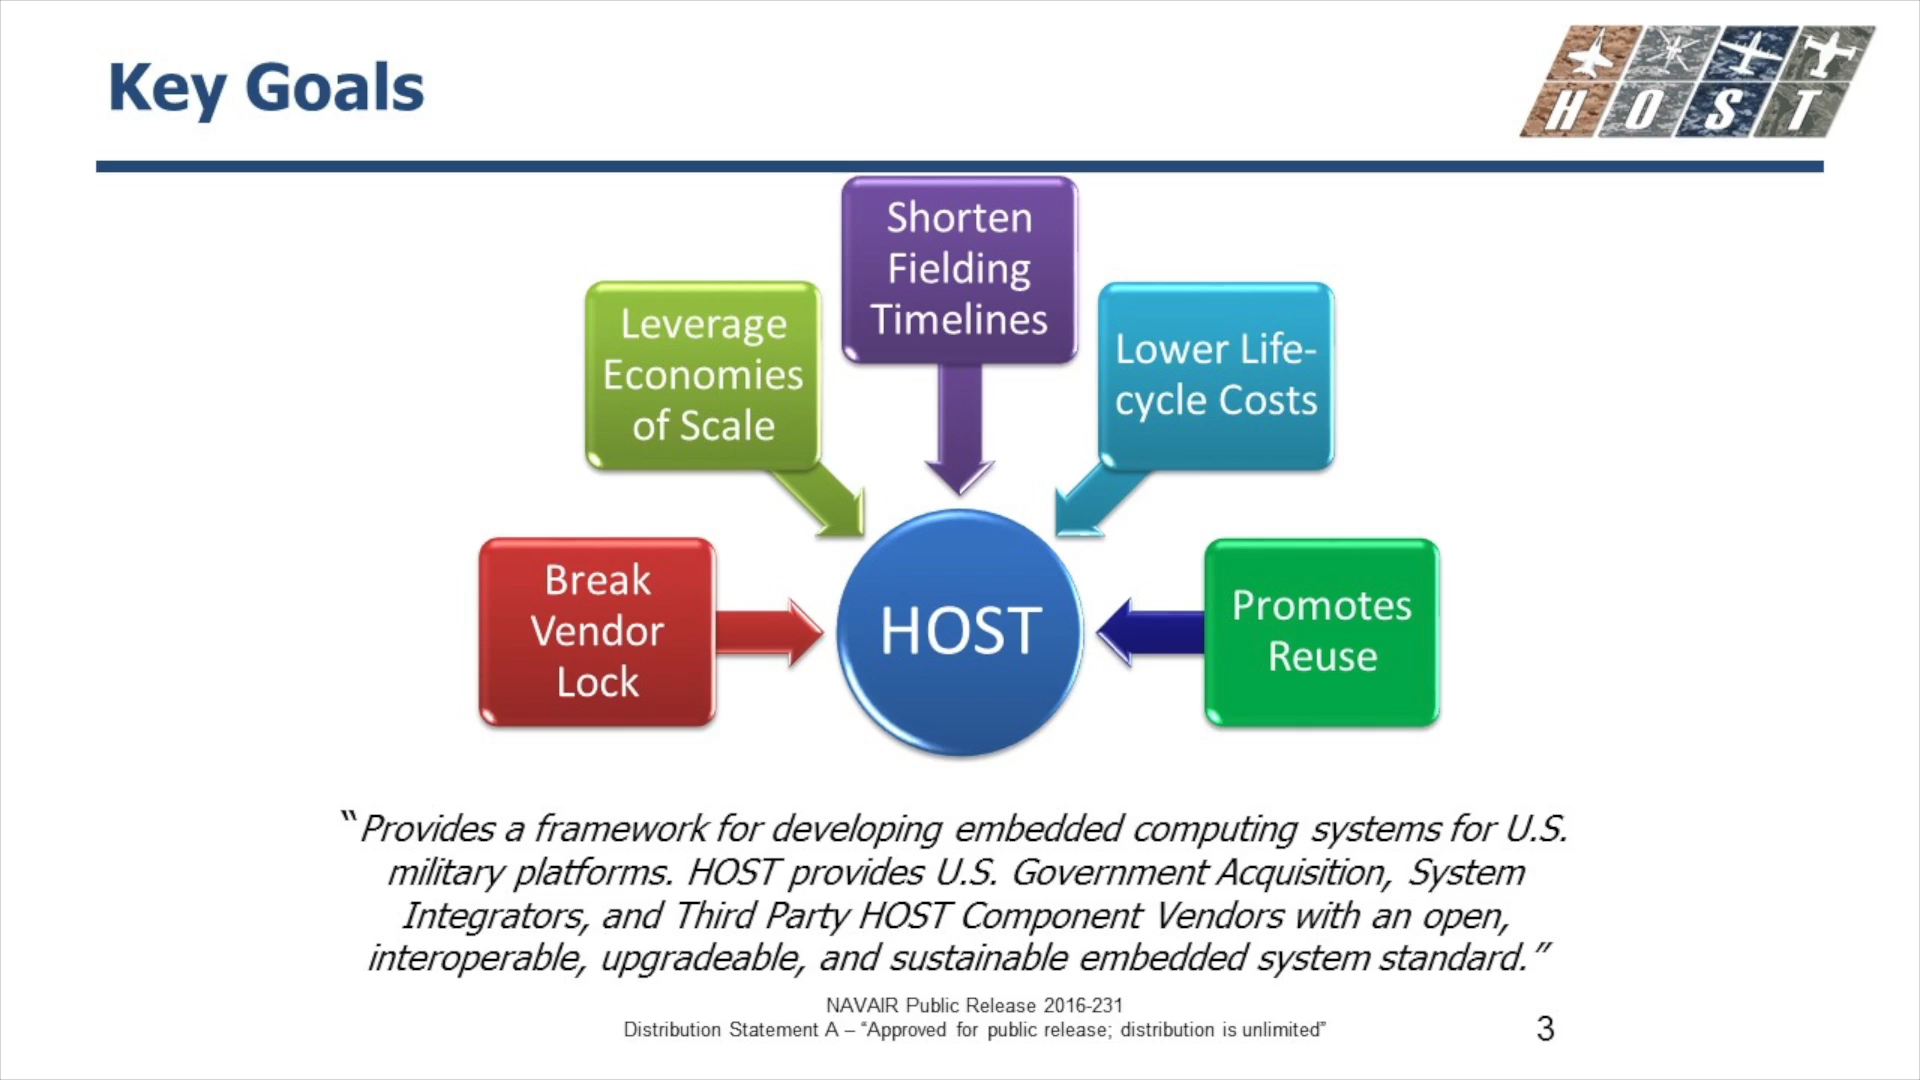 Key Goals
HOST
Shorten
Fielding
Timelines
Leverage
Economies
of Scale
Lower Life-
cycle Costs
Break
Vendor
Lock
HOST
Promotes
Reuse
“Provides a framework for developing embedded computing systems for U.S.
military platforms. HOST provides U.S. Government Acquisition, System
Integrators, and Third Party HOST Component Vendors with an open,
interoperable, upgradeable, and sustainable embedded system standard.”
NAVAIR Public Release 2016-231
Distribution Statement A – “Approved for public release; distribution is unlimited”
3